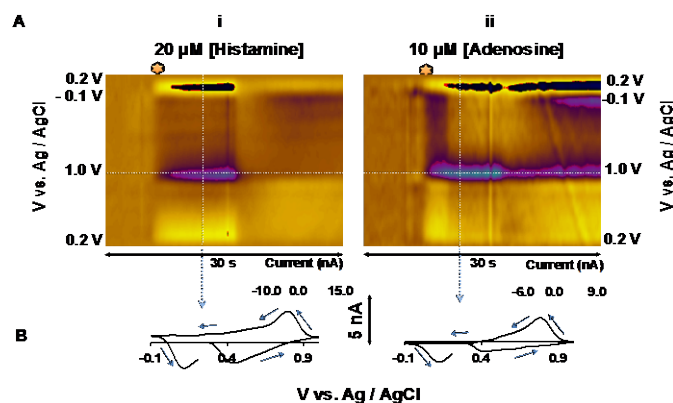 A
i
ii
20 µM [Histamine]
10 µM [Adenosine]
0.2 V
- 0.1 V
1.0 V
0.2 V
V vs. Ag / AgCl
0.2 V
-0.1 V
1.0 V
0.2 V
V vs. Ag / AgCl
30 s
Current (nA)
30 s
Current (nA)
-10.0 0.0 15.0
-6.0 0.0 9.0
B
5 nA
-0.1 0.4 0.9
-0.1 0.4 0.9
V vs. Ag / AgCl